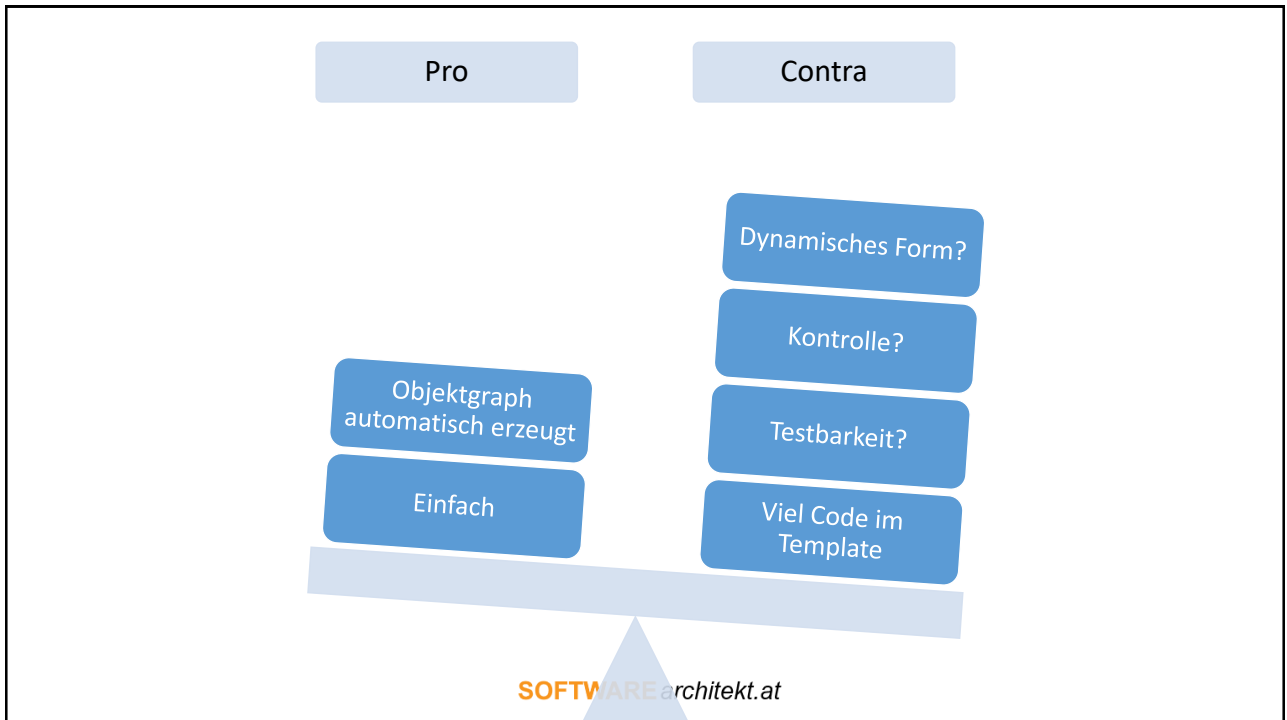 Pro
Contra
Dynamisches Form?
Kontrolle?
Objektgraph
automatisch erzeugt
Testbarkeit?
Einfach
Viel Code im
Template
SOFTWAREarchitekt.at